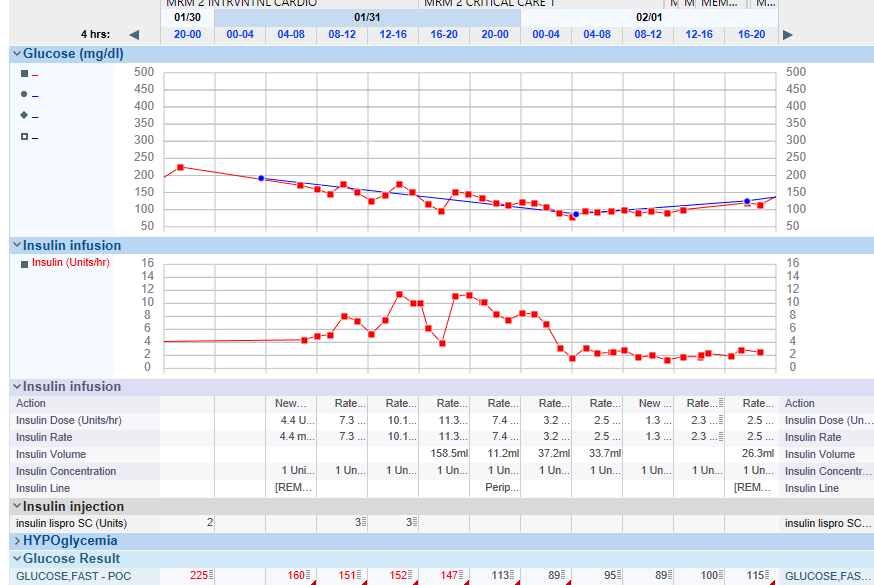 MRM 2 INTRVNTNL CARDIO MRM 2 CRITICAL CARE 1 M M MEM... M...
01/30 01/31 02/01
4 hrs: 20-00 00-04 04-08 08-12 12-16 16-20 20-00 00-04 04-08 08-12 12-16 16-20
Glucose (mg/dl)
500 500
450 450
400 400
350 350
300 300
250 250
200 200
150 150
100 100
50 50
Insulin infusion
Insulin (Units/hr)
16 16
14 14
12 12
10 10
8 8
6 6
4 4
2 2
0 0
Insulin infusion
Action New... Rate... Rate... Rate... Rate... Rate... Rate... New ... Rate... Rate... Action
Insulin Dose (Units/hr) 4.4 U... 7.3 ... 10.1... 11.3... 7.4 ... 3.2 ... 2.5 ... 1.3 ... 2.3 ... 2.5 ... Insulin Dose (Un...
Insulin Rate 4.4 m... 7.3 ... 10.1... 11.3... 7.4 ... 3.2 ... 2.5 ... 1.3 ... 2.3 ... 2.5 ... Insulin Rate
Insulin Volume 158.5ml 11.2ml 37.2ml 33.7ml 26.3ml Insulin Volume
Insulin Concentration 1 Uni... 1 Un... 1 Un... 1 Un... 1 Un... 1 Un... 1 Un... 1 Un... 1 Un... 1 Un... Insulin Concentr...
Insulin Line [REM... Perip... [REM... Insulin Line
Insulin injection
insulin lispro SC (Units) 2 3 3 insulin lispro SC...
HYPOglycemia
Glucose Result
GLUCOSE,FAST - POC 225 160 151 152 147 113 89 95 89 100 115 GLUCOSE,FAS...